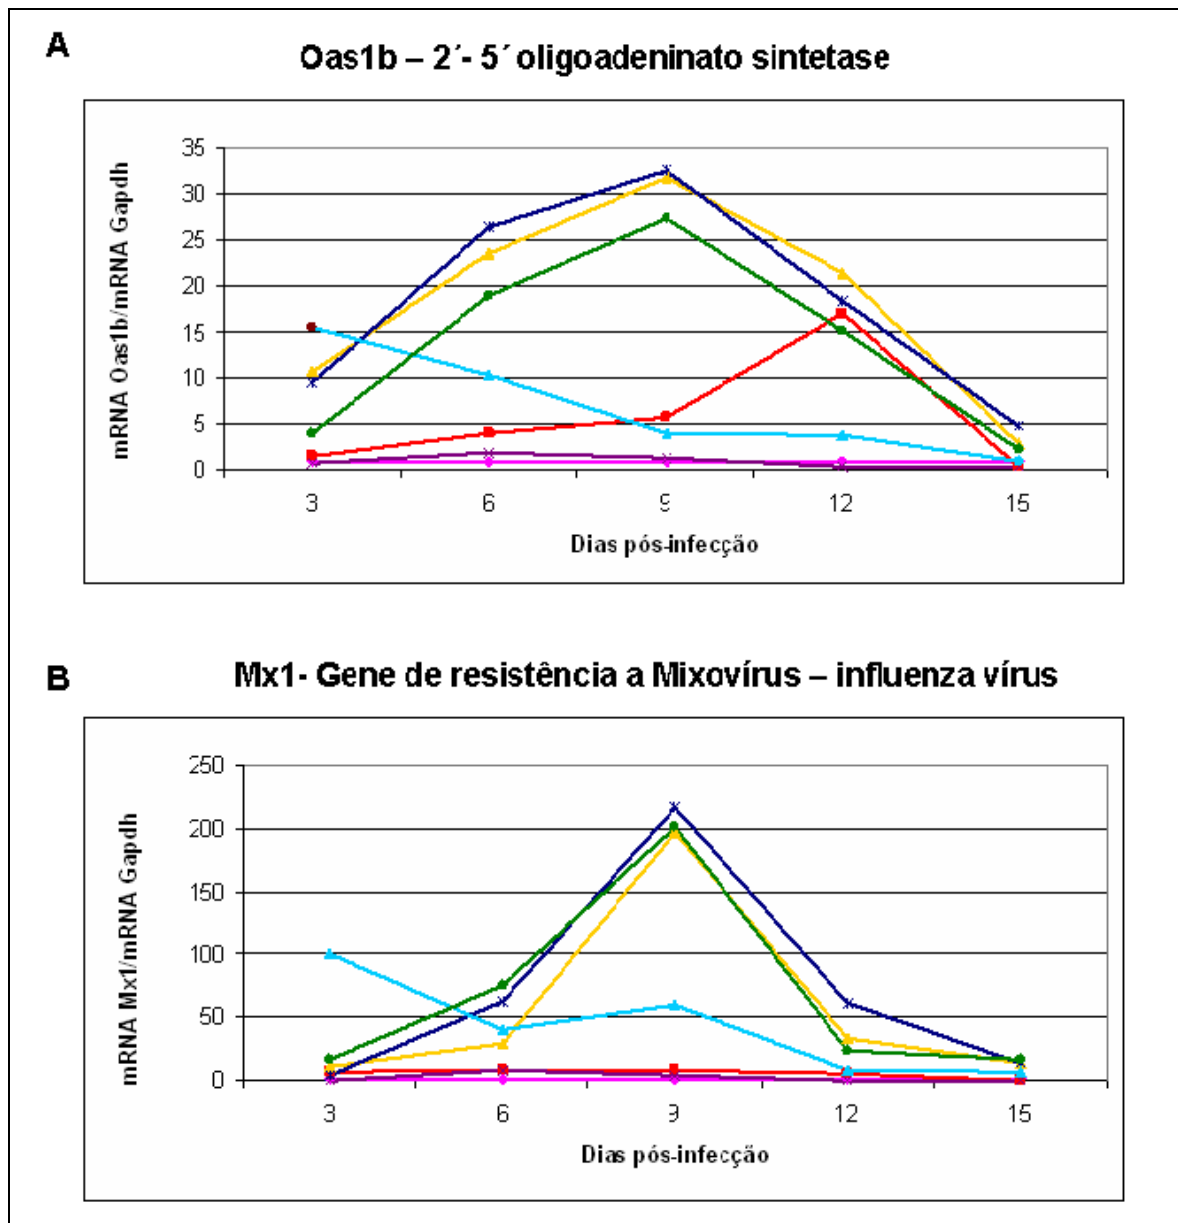 A
Oas1b – 2´- 5´ oligoadeninato sintetase
mRNA Oas1b/mRNA Gapdh
35
30
25
20
15
10
5
0
3 6 9 12 15
Dias pós-infecção
B
Mx1- Gene de resistência a Mixovírus – influenza vírus
mRNA Mx1/mRNA Gapdh
250
200
150
100
50
0
3 6 9 12 15
Dias pós-infecção